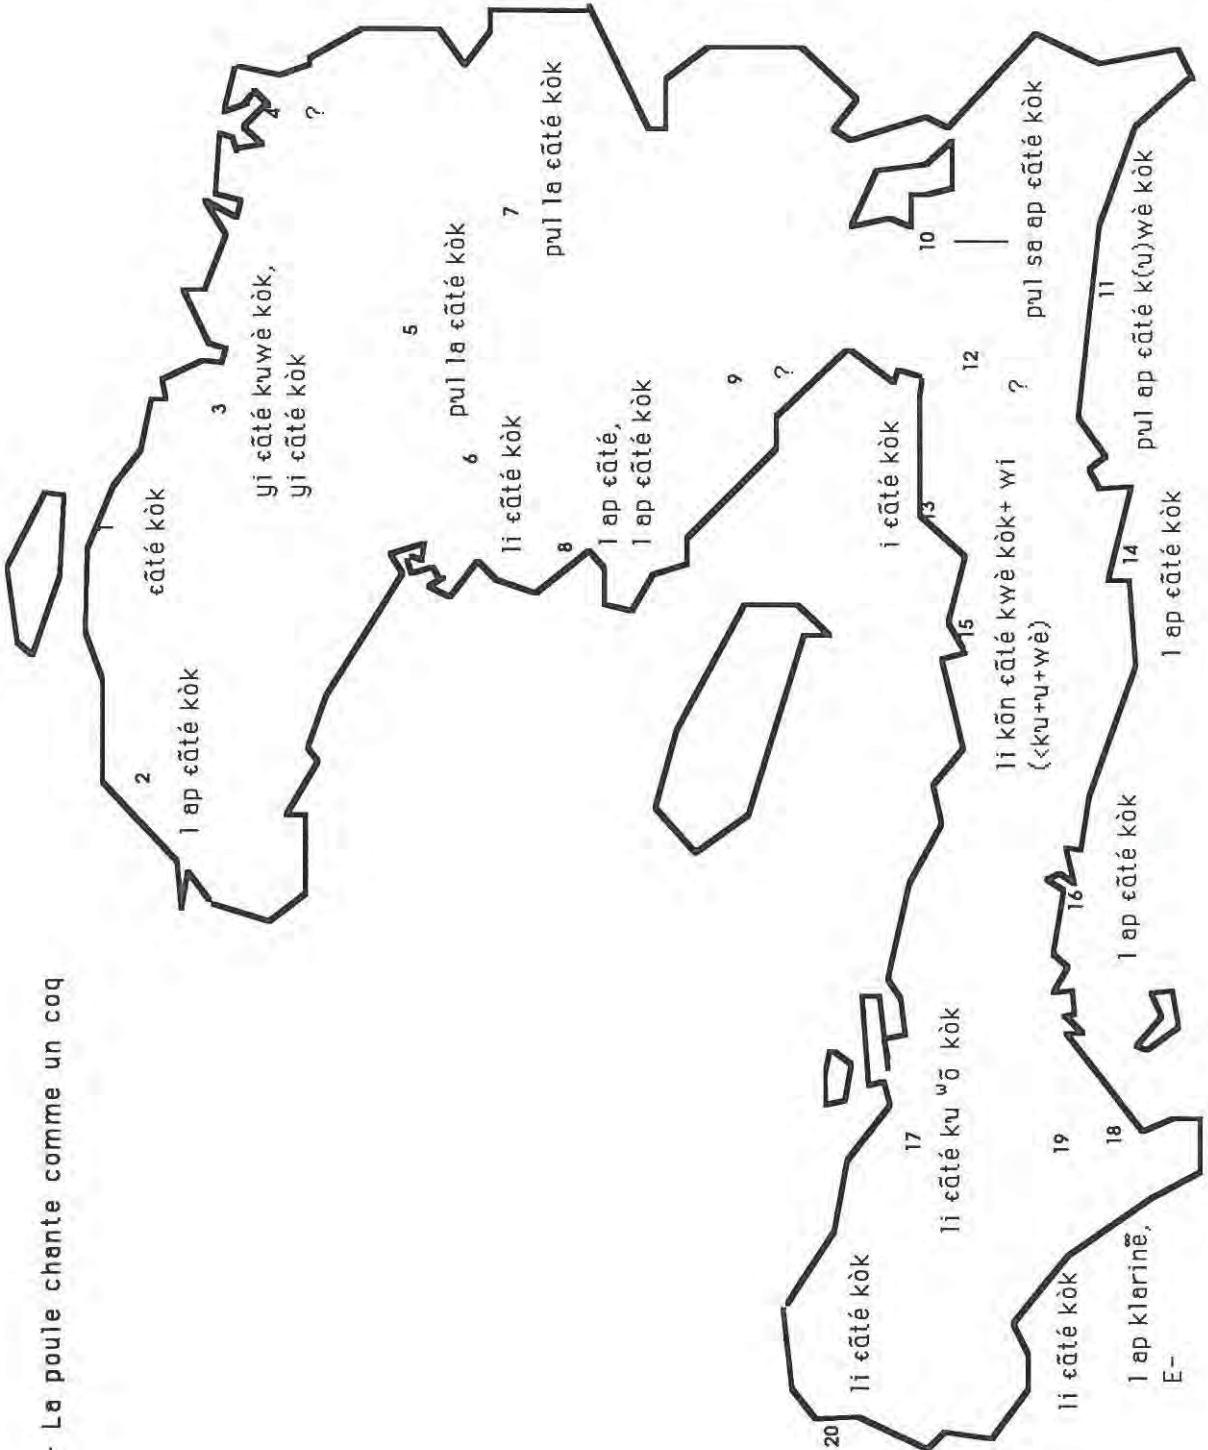 - La poule chante comme un coq
1
ɛãté kòk
2
l ap ɛãté kòk
3
yi ɛãté kuwè kòk,
yi ɛãté kòk
4
?
5
pul la ɛãté kòk
6
li ɛãté kòk
7
pul la ɛãté kòk
8
l ap ɛãté,
l ap ɛãté kòk
9
?
10
pul sa ap ɛãté kòk
11
pul ap ɛãté k(u)wè kòk
12
?
13
i ɛãté kòk
14
l ap ɛãté kòk
15
li kõn ɛãté kwè kòk+ wi
(<ku+u+wè)
16
l ap ɛãté kòk
17
li ɛãté ku ʷõ kòk
18
l ap klarinẽ,
E-
19
li ɛãté kòk
20
li ɛãté kòk